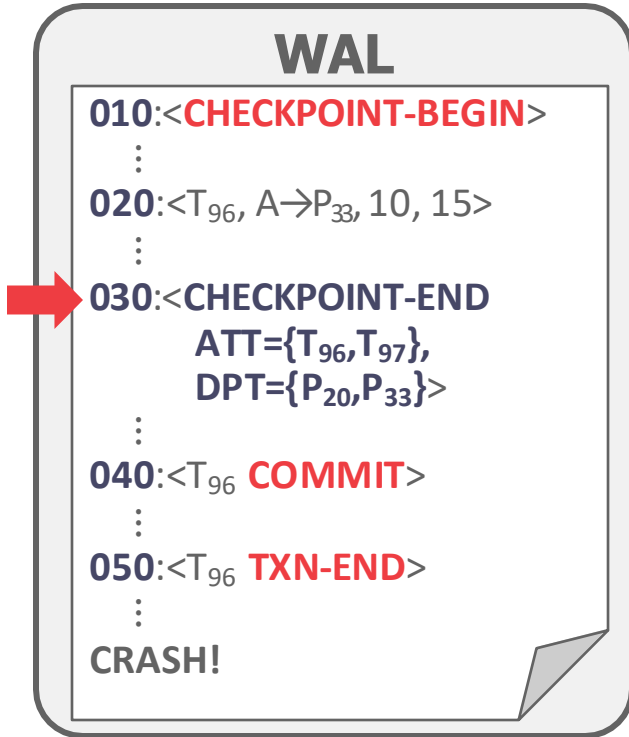 WAL
010:<CHECKPOINT-BEGIN>
⋮
020:<T₉₆, A→P₃₃, 10, 15>
⋮
030:<CHECKPOINT-END
ATT={T₉₆,T₉₇},
DPT={P₂₀,P₃₃}>
⋮
040:<T₉₆ COMMIT>
⋮
050:<T₉₆ TXN-END>
⋮
CRASH!